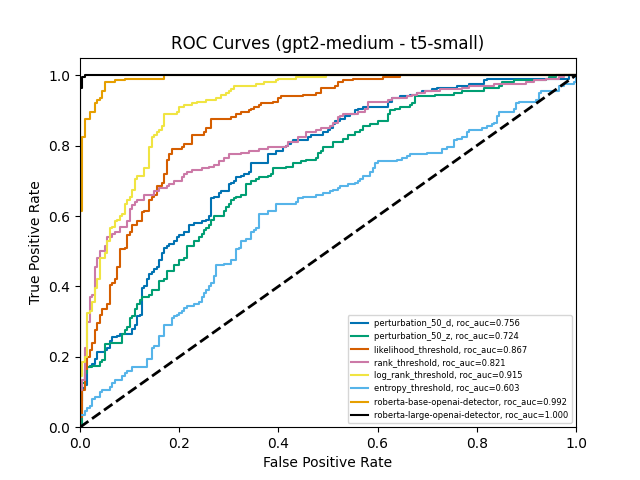 ROC Curves (gpt2-medium - t5-small)
True Positive Rate
1.0
0.8
0.6
0.4
0.2
0.0
perturbation_50_d, roc_auc=0.756
perturbation_50_z, roc_auc=0.724
likelihood_threshold, roc_auc=0.867
rank_threshold, roc_auc=0.821
log_rank_threshold, roc_auc=0.915
entropy_threshold, roc_auc=0.603
roberta-base-openai-detector, roc_auc=0.992
roberta-large-openai-detector, roc_auc=1.000
0.0 0.2 0.4 0.6 0.8 1.0
False Positive Rate